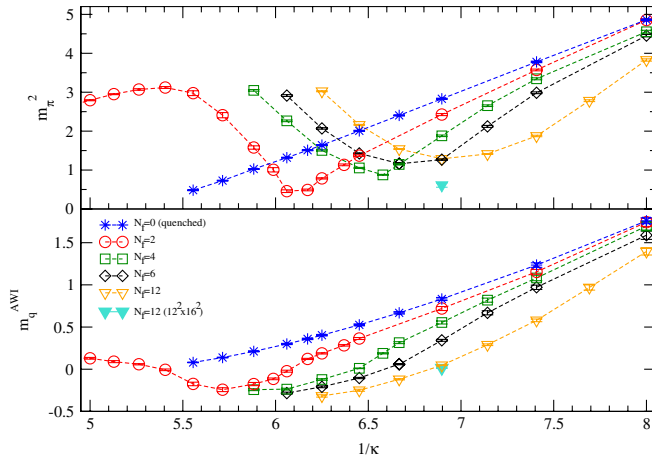 5
4
3
2
1
0
m_π^2
1.5
1
0.5
0
-0.5
m_q^AWI
N_f=0 (quenched)
N_f=2
N_f=4
N_f=6
N_f=12
N_f=12 (12^2x16^2)
5 5.5 6 6.5 7 7.5 8
1/κ